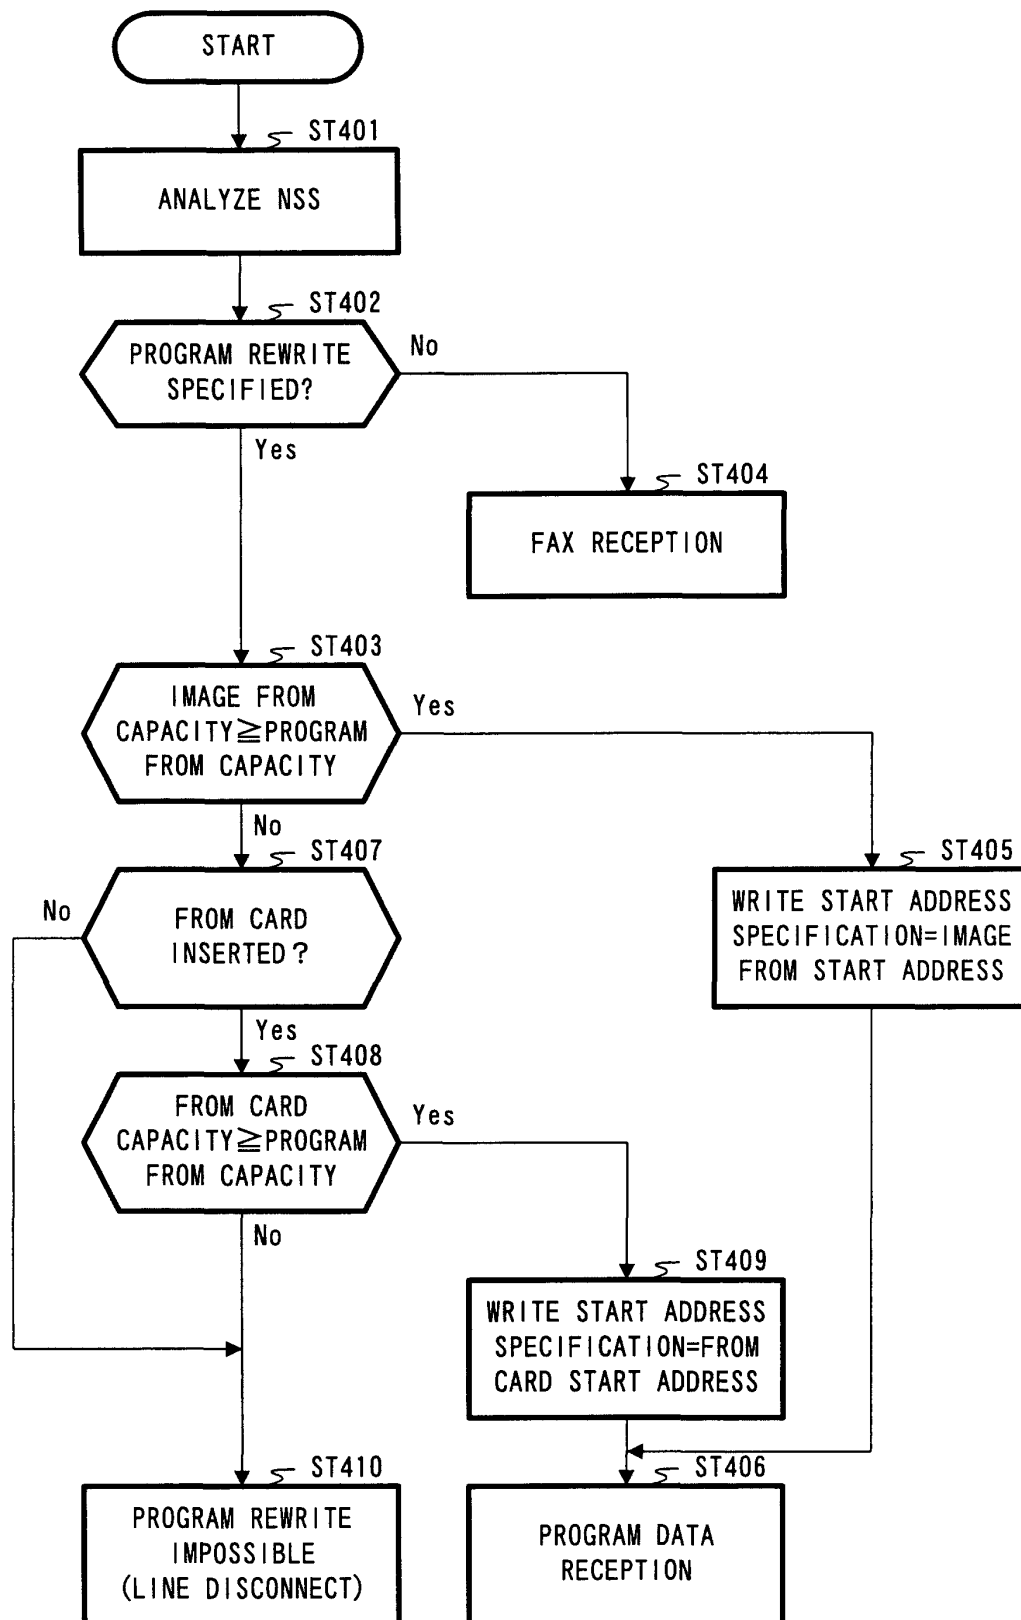 START
ST401
ANALYZE NSS
ST402
PROGRAM REWRITE
SPECIFIED?
No
Yes
ST404
FAX RECEPTION
ST403
IMAGE FROM
CAPACITY≧PROGRAM
FROM CAPACITY
Yes
No
ST407
FROM CARD
INSERTED?
No
Yes
ST405
WRITE START ADDRESS
SPECIFICATION=IMAGE
FROM START ADDRESS
ST408
FROM CARD
CAPACITY≧PROGRAM
FROM CAPACITY
Yes
No
ST409
WRITE START ADDRESS
SPECIFICATION=FROM
CARD START ADDRESS
ST410
PROGRAM REWRITE
IMPOSSIBLE
(LINE DISCONNECT)
ST406
PROGRAM DATA
RECEPTION